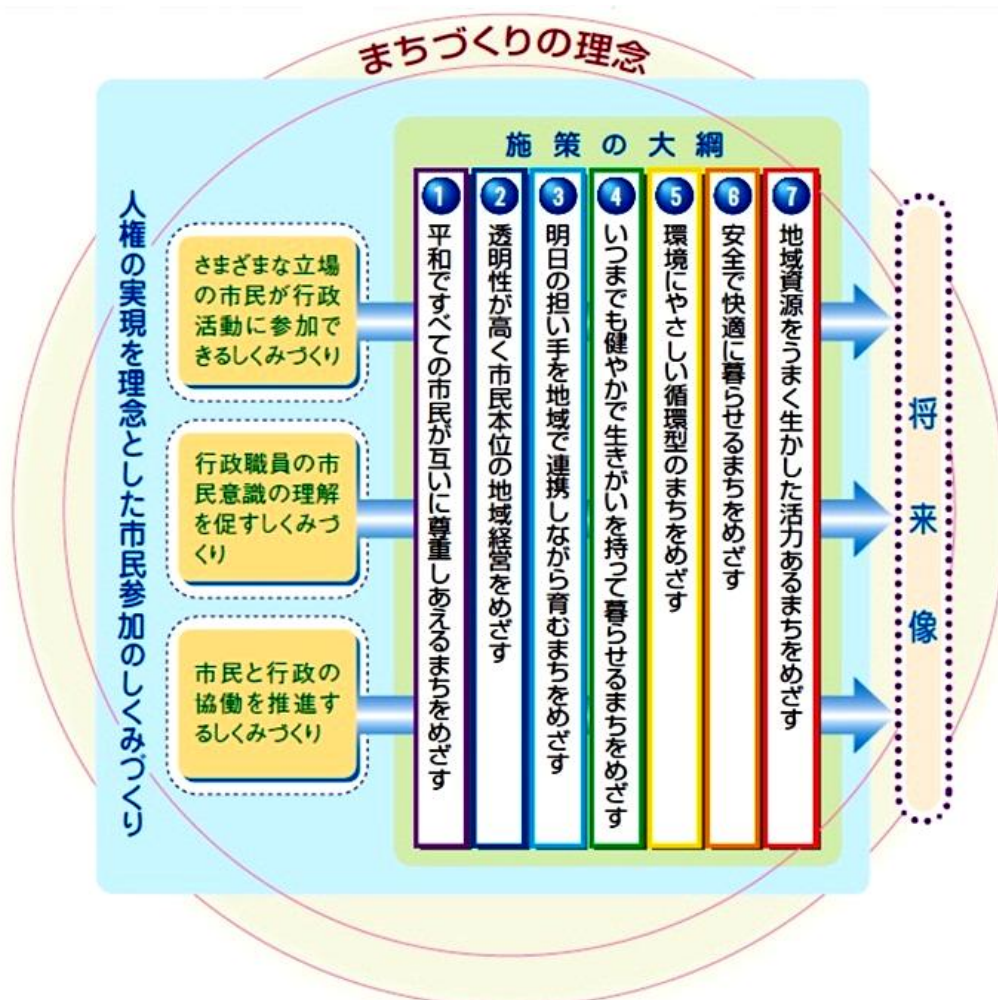 まちづくりの理念
人権の実現を理念とした市民参加のしくみづくり
さまざまな立場
の市民が行政
活動に参加で
きるしくみづくり
行政職員の市
民意識の理解
を促すしくみづ
くり
市民と行政の
協働を推進す
るしくみづくり
施策の大綱
1 平和ですべての市民が互いに尊重しあえるまちをめざす
2 透明性が高く市民本位の地域経営をめざす
3 明日の担い手を地域で連携しながら育むまちをめざす
4 いつまでも健やかで生きがいを持って暮らせるまちをめざす
5 環境にやさしい循環型のまちをめざす
6 安全で快適に暮らせるまちをめざす
7 地域資源をうまく生かした活力あるまちをめざす
将来像